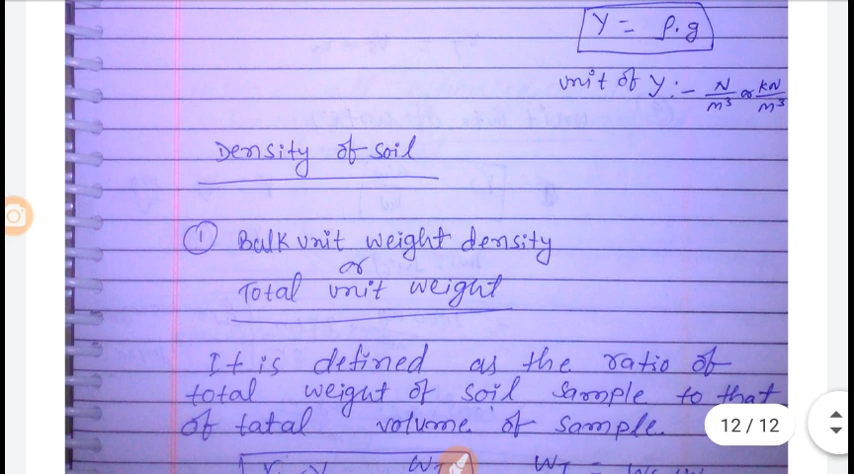 γ = ρ.g
unit of γ :- N/m³ or KN/m³
Density of soil
① Bulk unit weight density
or
Total unit weight
It is defined as the ratio of
total weight of soil sample to that
of tatal volume of sample.
12 / 12